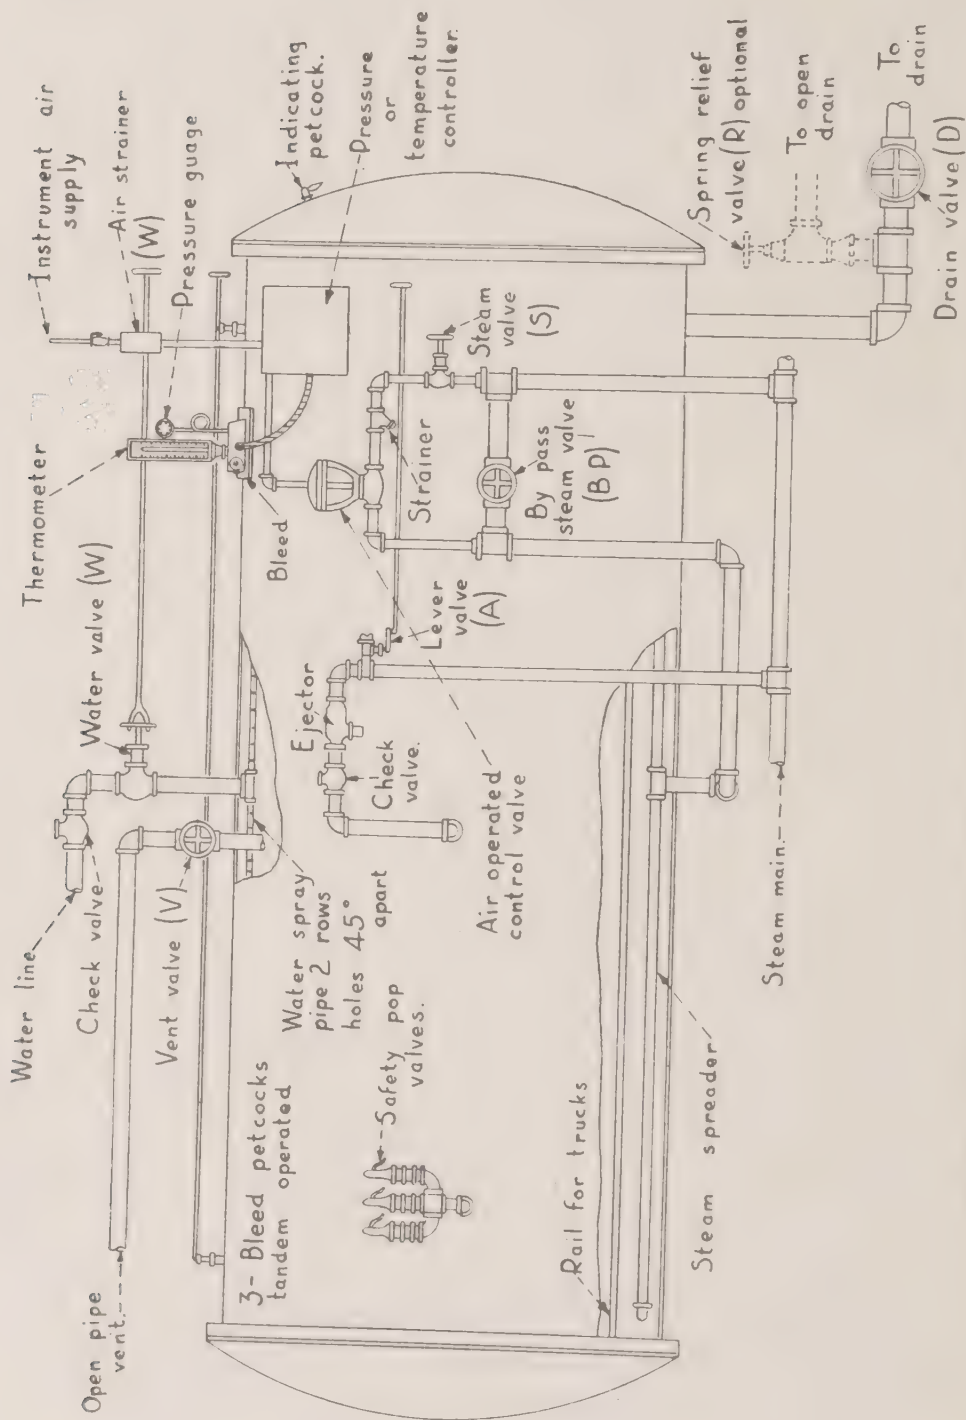 Open pipe
vent.
Water line
Check valve
Vent valve (V)
Water valve (W)
Thermometer
Instrument air
supply
Air strainer
(W)
Pressure guage
Indicating
petcock.
Pressure
or
temperature
controller.
3- Bleed petcocks
tandem operated
Water spray
pipe 2 rows
holes 45°
apart
Bleed
Safety pop
valves.
Ejector
Check
valve.
Lever
valve
(A)
Strainer
Steam
valve
(S)
Air operated
control valve
By pass
steam valve
(BP)
Rail for trucks
Steam spreader
Steam main.
Spring relief
valve (R) optional
To open
drain
To
drain
Drain valve (D)